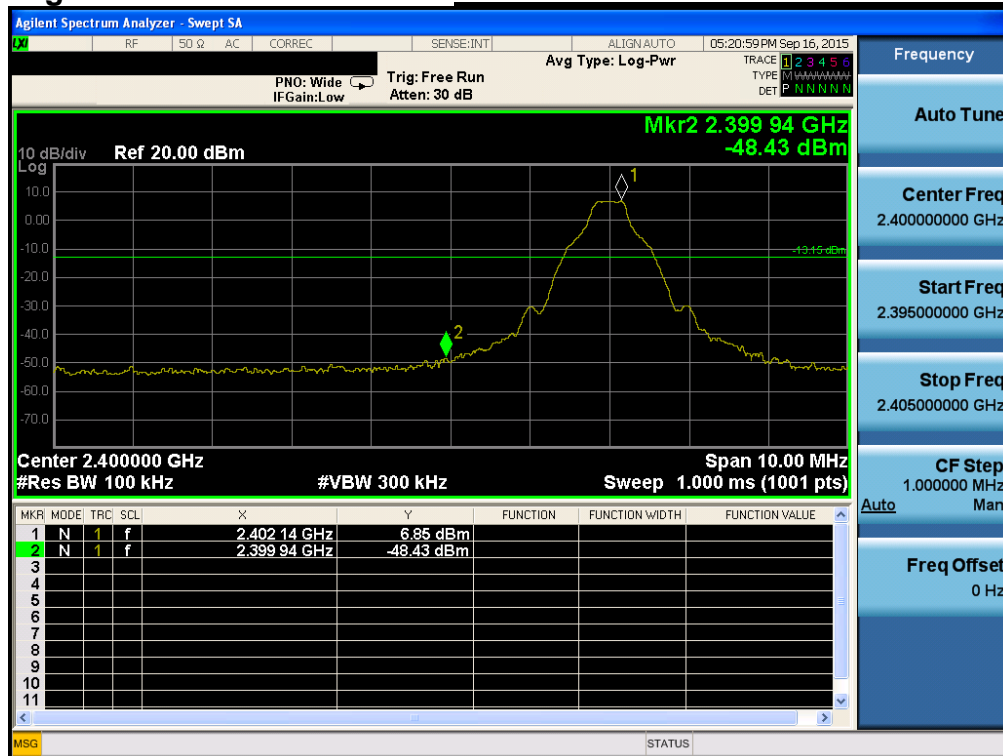 Agilent Spectrum Analyzer - Swept SA
LXI RF 50 Ω AC CORREC SENSE:INT ALIGN AUTO 05:20:59 PM Sep 16, 2015
Frequency
Avg Type: Log-Pwr
TRACE 1 2 3 4 5 6
PNO: Wide Trig: Free Run
TYPE M WWWWW
IFGain:Low Atten: 30 dB
DET P N N N N N
Auto Tune
Mkr2 2.399 94 GHz
-48.43 dBm
10 dB/div Ref 20.00 dBm
Log
1
10.0
0.00
-10.0
-13.15 dBm
-20.0
-30.0
-40.0
2
-50.0
-60.0
-70.0
Center Freq
2.400000000 GHz
Start Freq
2.395000000 GHz
Stop Freq
2.405000000 GHz
Center 2.400000 GHz Span 10.00 MHz
#Res BW 100 kHz #VBW 300 kHz Sweep 1.000 ms (1001 pts)
CF Step
1.000000 MHz
Auto Man
MKR MODE TRC SCL X Y FUNCTION FUNCTION WIDTH FUNCTION VALUE
1 N 1 f 2.402 14 GHz 6.85 dBm
2 N 1 f 2.399 94 GHz -48.43 dBm
3
4
5
6
7
8
9
10
11
Freq Offset
0 Hz
MSG STATUS